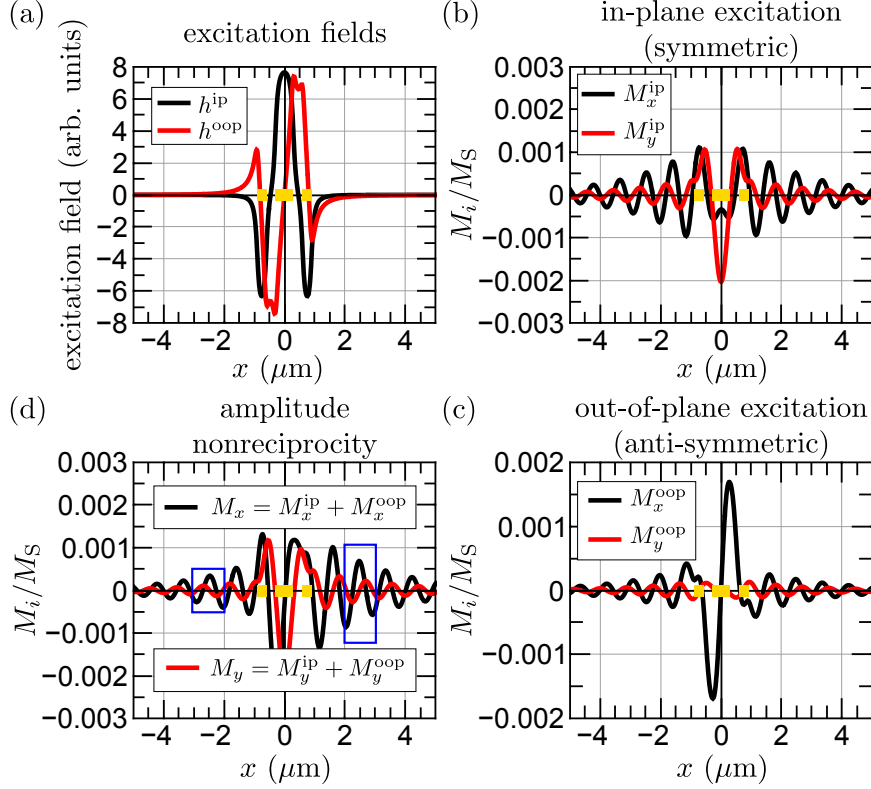 (a)
excitation fields
h^ip
h^oop
excitation field (arb. units)
8
6
4
2
0
−2
−4
−6
−8
−4
−2
0
2
4
x (μm)
(b)
in-plane excitation
(symmetric)
M_x^ip
M_y^ip
M_i/M_S
0.003
0.002
0.001
0
−0.001
−0.002
−0.003
−4
−2
0
2
4
x (μm)
(d)
amplitude
nonreciprocity
M_x = M_x^ip + M_x^oop
M_y = M_y^ip + M_y^oop
M_i/M_S
0.003
0.002
0.001
0
−0.001
−0.002
−0.003
−4
−2
0
2
4
x (μm)
(c)
out-of-plane excitation
(anti-symmetric)
M_x^oop
M_y^oop
M_i/M_S
0.002
0.001
0
−0.001
−0.002
−4
−2
0
2
4
x (μm)